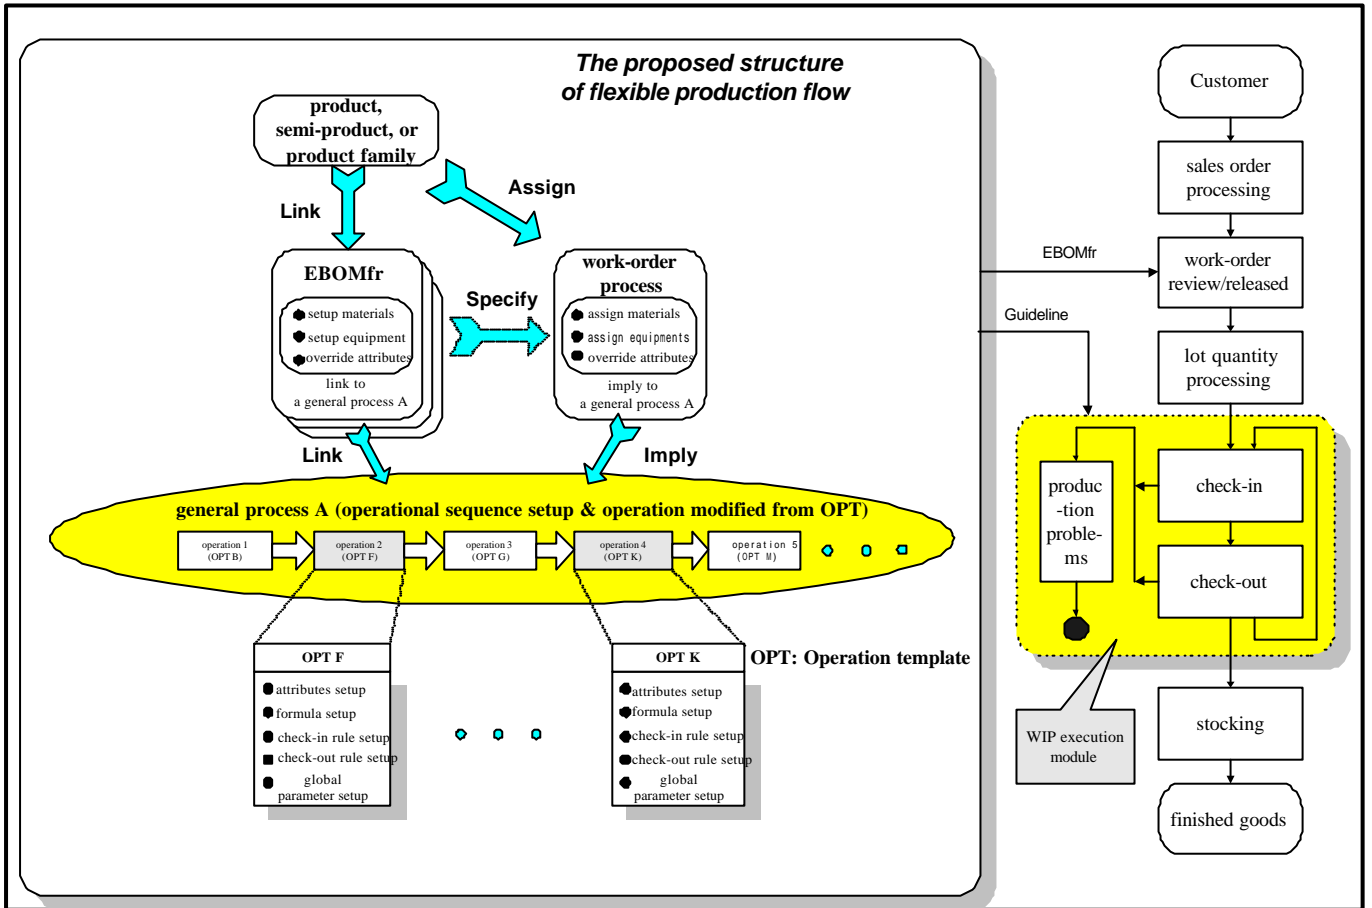 The proposed structure
of flexible production flow
product,
semi-product, or
product family
Link
Assign
EBOMfr
setup materials
setup equipment
override attributes
link to
a general process A
Specify
work-order
process
assign materials
assign equipments
override attributes
imply to
a general process A
Link
Imply
general process A (operational sequence setup & operation modified from OPT)
operation 1
(OPT B)
operation 2
(OPT F)
operation 3
(OPT G)
operation 4
(OPT K)
operation 5
(OPT M)
OPT F
attributes setup
formula setup
check-in rule setup
check-out rule setup
global
parameter setup
OPT K
attributes setup
formula setup
check-in rule setup
check-out rule setup
global
parameter setup
OPT: Operation template
EBOMfr
Guideline
Customer
sales order
processing
work-order
review/released
lot quantity
processing
check-in
check-out
produc
-tion
proble-
ms
WIP execution
module
stocking
finished goods